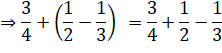 ⇒ 3/4 + (1/2 − 1/3) = 3/4 + 1/2 − 1/3